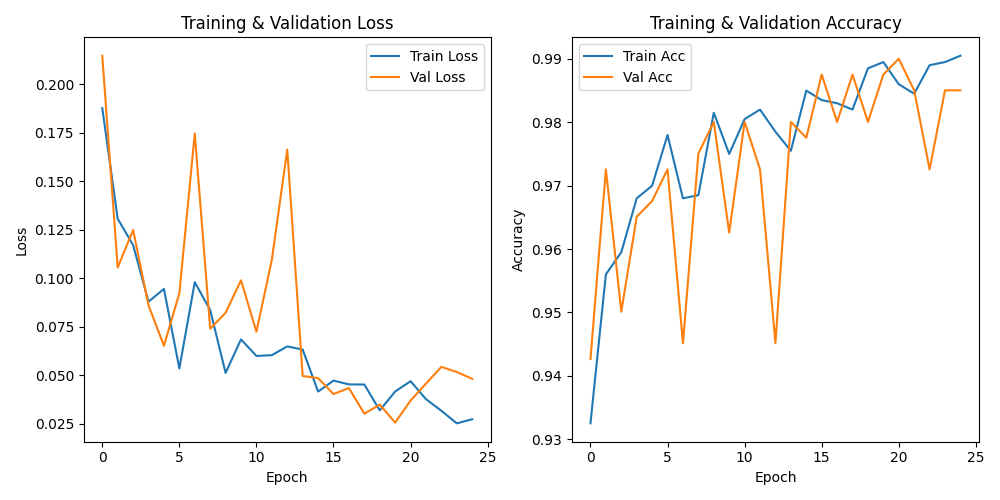 Training & Validation Loss
Train Loss
Val Loss
0.200
0.175
0.150
0.125
0.100
0.075
0.050
0.025
Loss
0 5 10 15 20 25
Epoch
Training & Validation Accuracy
Train Acc
Val Acc
0.99
0.98
0.97
0.96
0.95
0.94
0.93
Accuracy
0 5 10 15 20 25
Epoch